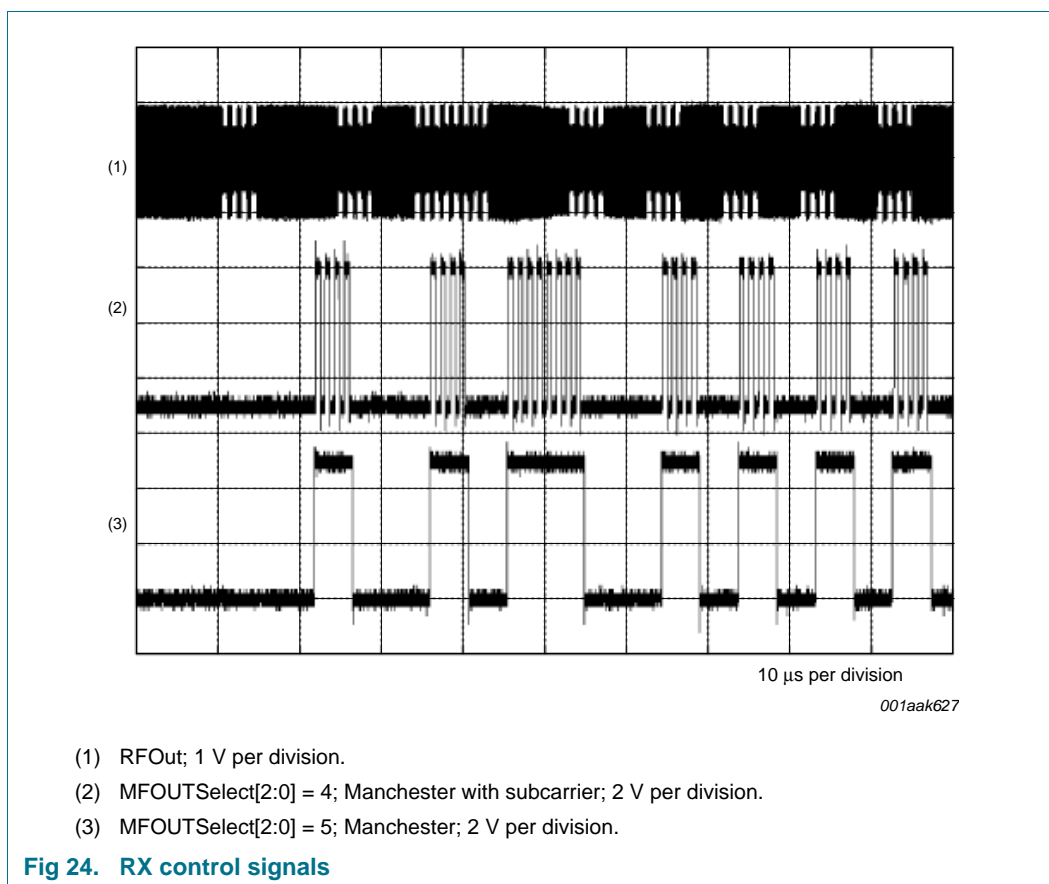 (1)
(2)
(3)
10 μs per division
001aak627
(1) RFOut; 1 V per division.
(2) MFOUTSelect[2:0] = 4; Manchester with subcarrier; 2 V per division.
(3) MFOUTSelect[2:0] = 5; Manchester; 2 V per division.
Fig 24. RX control signals